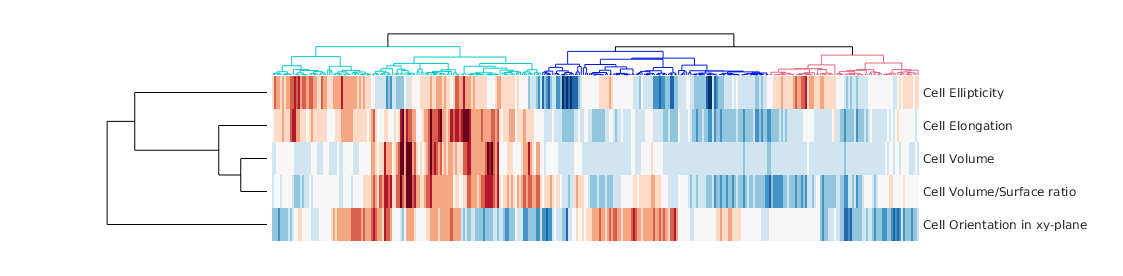 Cell Ellipticity
Cell Elongation
Cell Volume
Cell Volume/Surface ratio
Cell Orientation in xy-plane